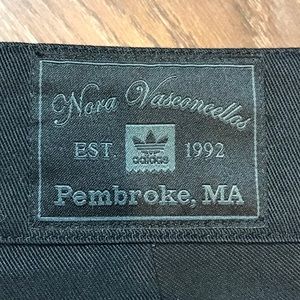 Nora Vasconcellos
EST. 1992
adidas
Pembroke, MA